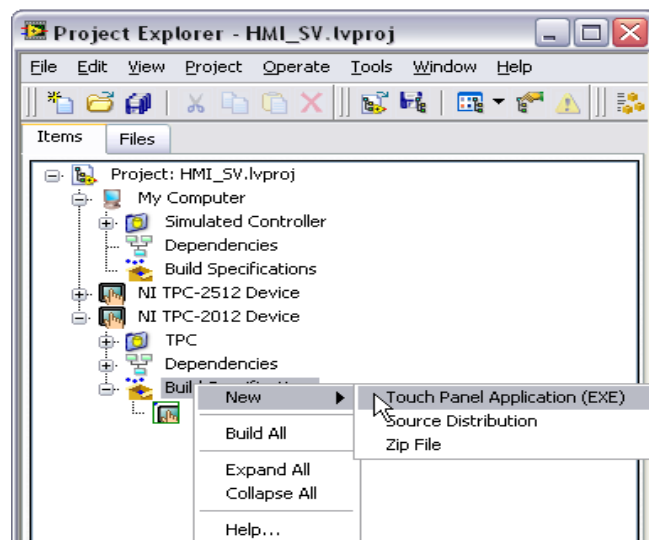 Project Explorer - HMI_SV.lvproj
File Edit View Project Operate Tools Window Help
Items Files
Project: HMI_SV.lvproj
My Computer
Simulated Controller
Dependencies
Build Specifications
NI TPC-2512 Device
NI TPC-2012 Device
TPC
Dependencies
New Touch Panel Application (EXE)
Source Distribution
Build All
Zip File
Expand All
Collapse All
Help...